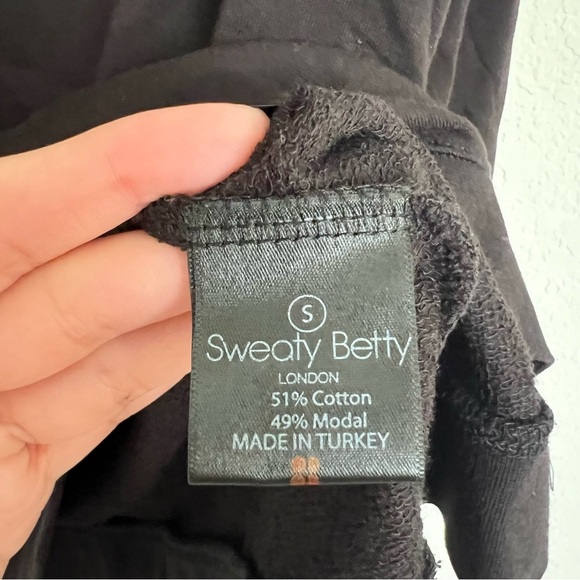 S
Sweaty Betty
LONDON
51% Cotton
49% Modal
MADE IN TURKEY